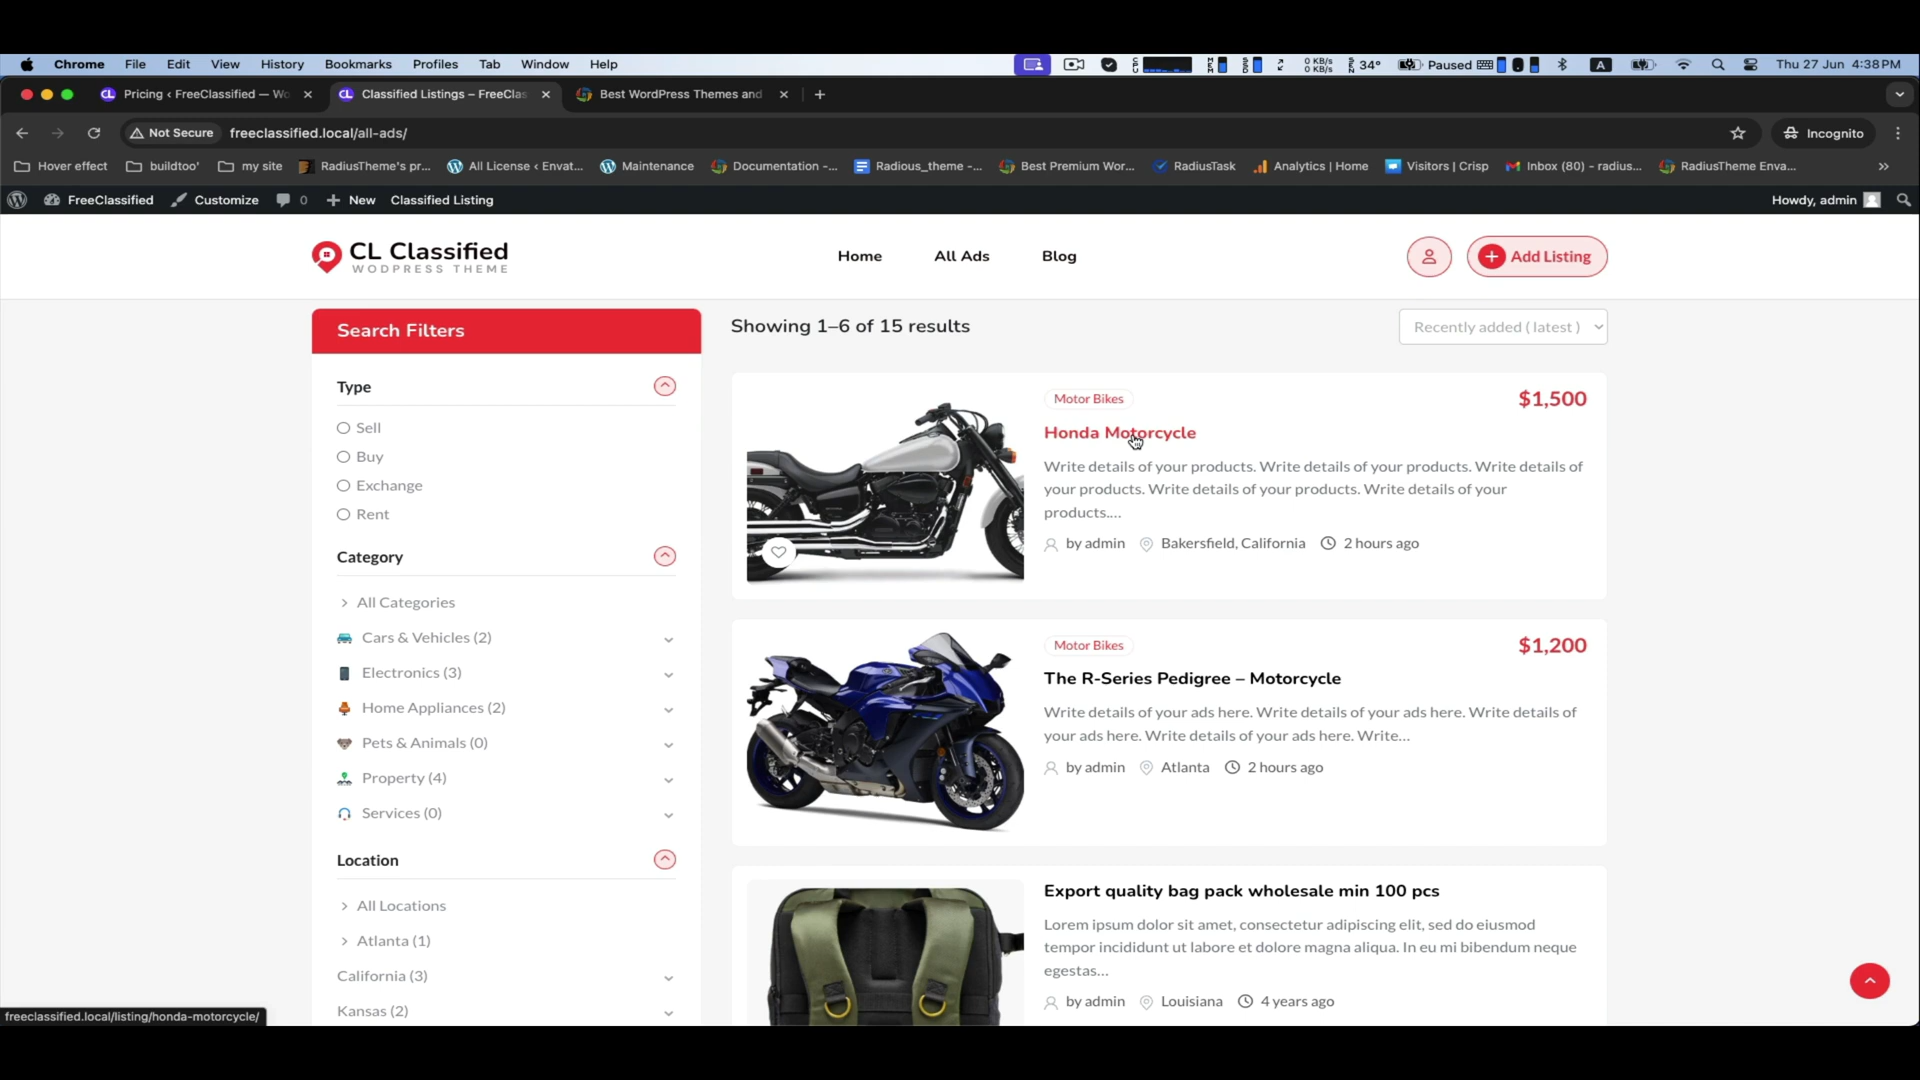 Chrome File Edit View History Bookmarks Profiles Tab Window Help 0 KB/s 0 KB/s 34° Paused A Thu 27 Jun 4:38 PM
Pricing ‹ FreeClassified — Wo Classified Listings – FreeClas Best WordPress Themes and
Not Secure freeclassified.local/all-ads/ Incognito
Hover effect buildtoo' my site RadiusTheme's pr... All License ‹ Envat... Maintenance Documentation -... Radious_theme -... Best Premium Wor... RadiusTask Analytics | Home Visitors | Crisp Inbox (80) - radius... RadiusTheme Enva... »
FreeClassified Customize 0 + New Classified Listing Howdy, admin
CL Classified
WODPRESS THEME
Home All Ads Blog
Add Listing
Search Filters
Type
Sell
Buy
Exchange
Rent
Category
All Categories
Cars & Vehicles (2)
Electronics (3)
Home Appliances (2)
Pets & Animals (0)
Property (4)
Services (0)
Location
All Locations
Atlanta (1)
California (3)
Kansas (2)
Showing 1–6 of 15 results
Recently added ( latest )
Motor Bikes
$1,500
Honda Motorcycle
Write details of your products. Write details of your products. Write details of
your products. Write details of your products. Write details of your
products.…
by admin Bakersfield, California 2 hours ago
Motor Bikes
$1,200
The R-Series Pedigree – Motorcycle
Write details of your ads here. Write details of your ads here. Write details of
your ads here. Write details of your ads here. Write…
by admin Atlanta 2 hours ago
Export quality bag pack wholesale min 100 pcs
Lorem ipsum dolor sit amet, consectetur adipiscing elit, sed do eiusmod
tempor incididunt ut labore et dolore magna aliqua. In eu mi bibendum neque
egestas…
by admin Louisiana 4 years ago
freeclassified.local/listing/honda-motorcycle/